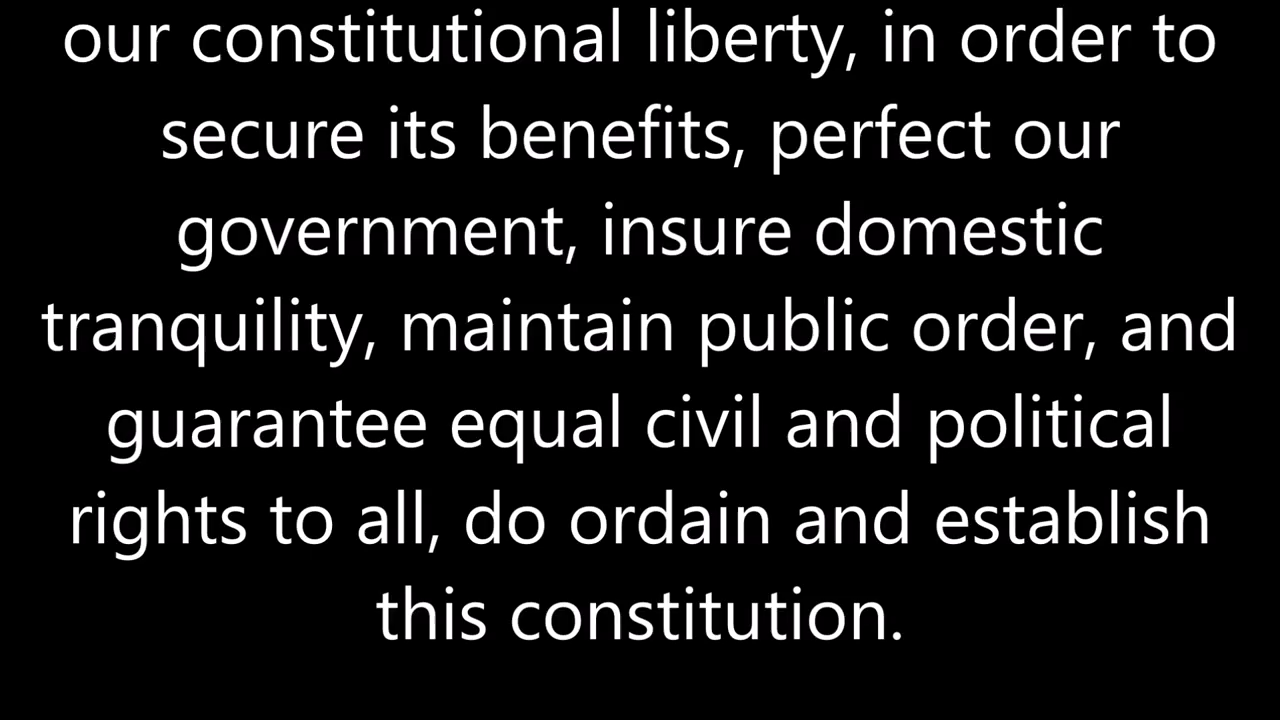 our constitutional liberty, in order to
secure its benefits, perfect our
government, insure domestic
tranquility, maintain public order, and
guarantee equal civil and political
rights to all, do ordain and establish
this constitution.